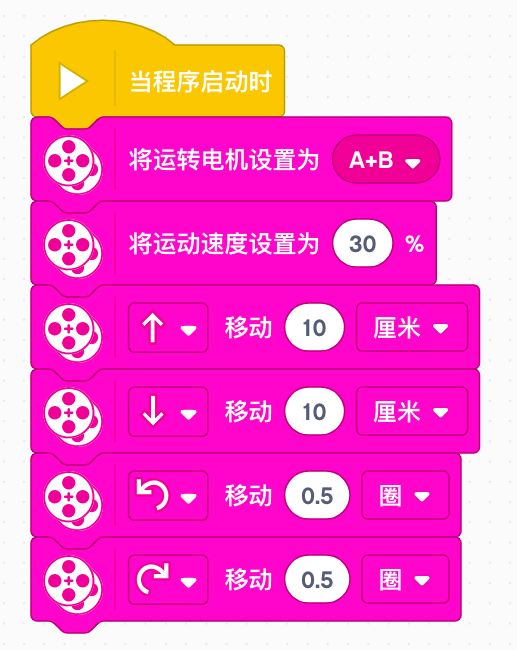 当程序启动时
将运转电机设置为 A+B
将运动速度设置为 30 %
移动 10 厘米
移动 10 厘米
移动 0.5 圈
移动 0.5 圈